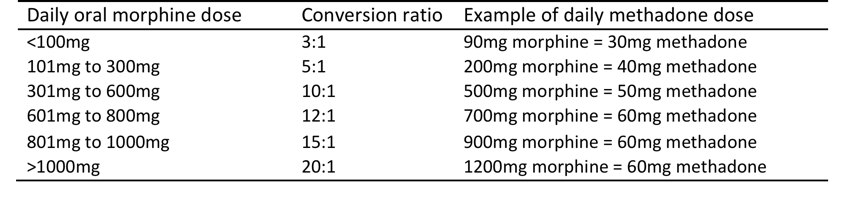 Daily oral morphine dose Conversion ratio Example of daily methadone dose
<100mg 3:1 90mg morphine = 30mg methadone
101mg to 300mg 5:1 200mg morphine = 40mg methadone
301mg to 600mg 10:1 500mg morphine = 50mg methadone
601mg to 800mg 12:1 700mg morphine = 60mg methadone
801mg to 1000mg 15:1 900mg morphine = 60mg methadone
>1000mg 20:1 1200mg morphine = 60mg methadone